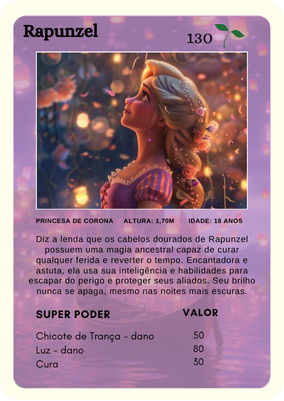 Rapunzel
130
PRINCESA DE CORONA ALTURA: 1,70M IDADE: 18 ANOS
Diz a lenda que os cabelos dourados de Rapunzel
possuem uma magia ancestral capaz de curar
qualquer ferida e reverter o tempo. Encantadora e
astuta, ela usa sua inteligência e habilidades para
escapar do perigo e proteger seus aliados. Seu brilho
nunca se apaga, mesmo nas noites mais escuras.
SUPER PODER VALOR
Chicote de Trança - dano 50
Luz - dano 80
Cura 30